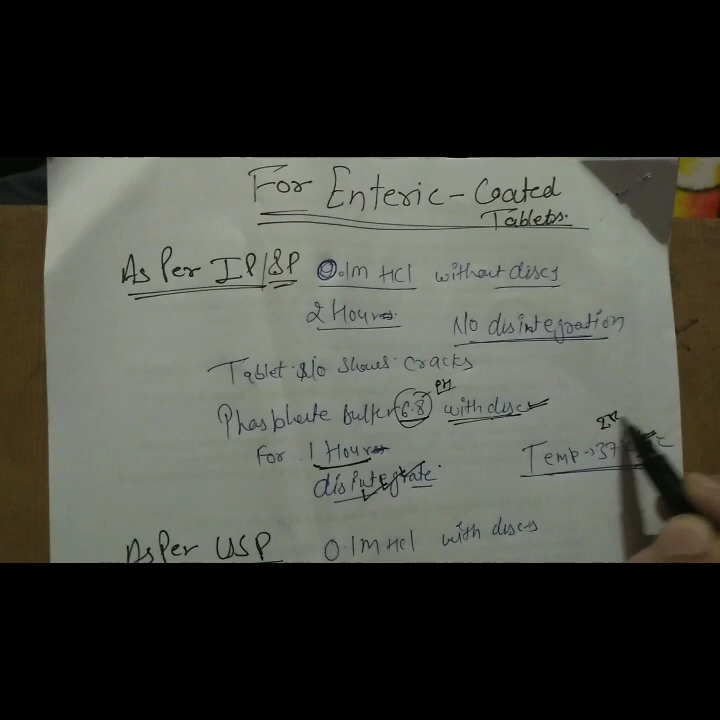 For Enteric-Coated
Tablets.
As Per IP/BP 0.1M HCl without discs
2 Hours
No disintegration
Tablet shows cracks
PH
Phosphate buffer 6.8 with discs
For 1 Hours
Temp → 37
disintegrate
As Per USP 0.1M HCl with discs